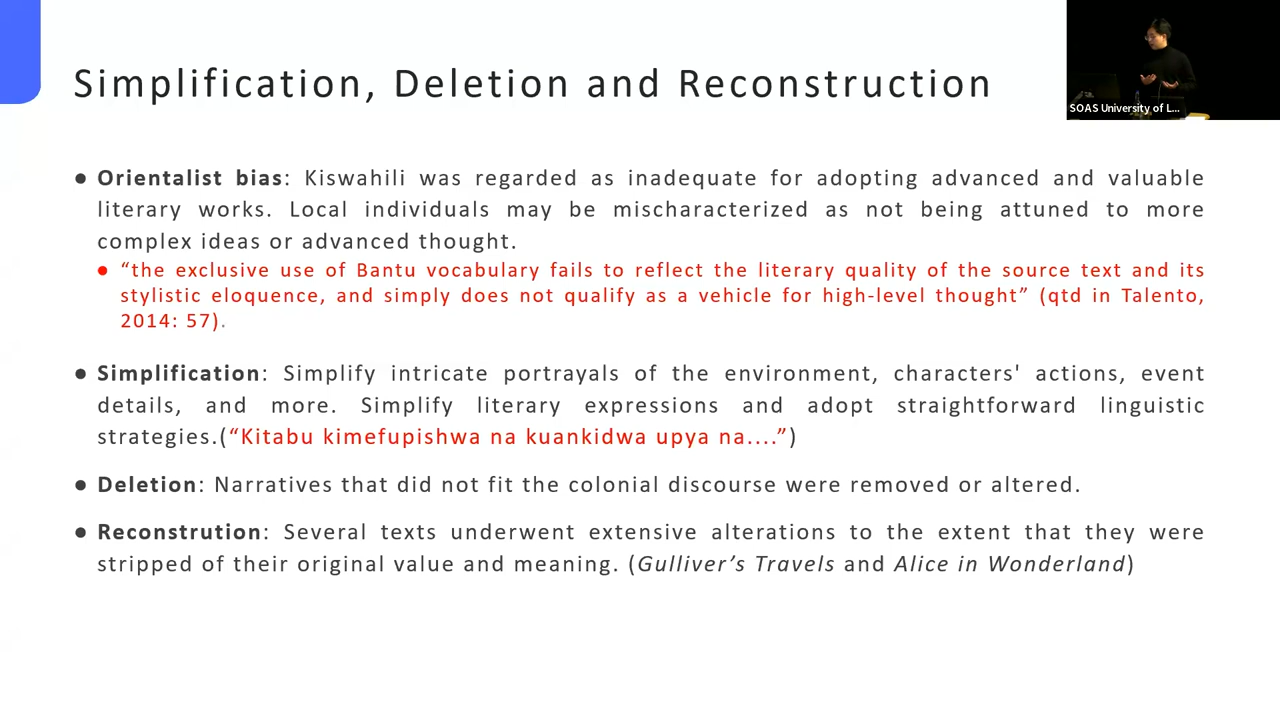 Simplification, Deletion and Reconstruction
SOAS University of L...
● Orientalist bias: Kiswahili was regarded as inadequate for adopting advanced and valuable
literary works. Local individuals may be mischaracterized as not being attuned to more
complex ideas or advanced thought.
● “the exclusive use of Bantu vocabulary fails to reflect the literary quality of the source text and its
stylistic eloquence, and simply does not qualify as a vehicle for high-level thought” (qtd in Talento,
2014: 57).
● Simplification: Simplify intricate portrayals of the environment, characters' actions, event
details, and more. Simplify literary expressions and adopt straightforward linguistic
strategies.(“Kitabu kimefupishwa na kuankidwa upya na....”)
● Deletion: Narratives that did not fit the colonial discourse were removed or altered.
● Reconstrution: Several texts underwent extensive alterations to the extent that they were
stripped of their original value and meaning. (Gulliver’s Travels and Alice in Wonderland)